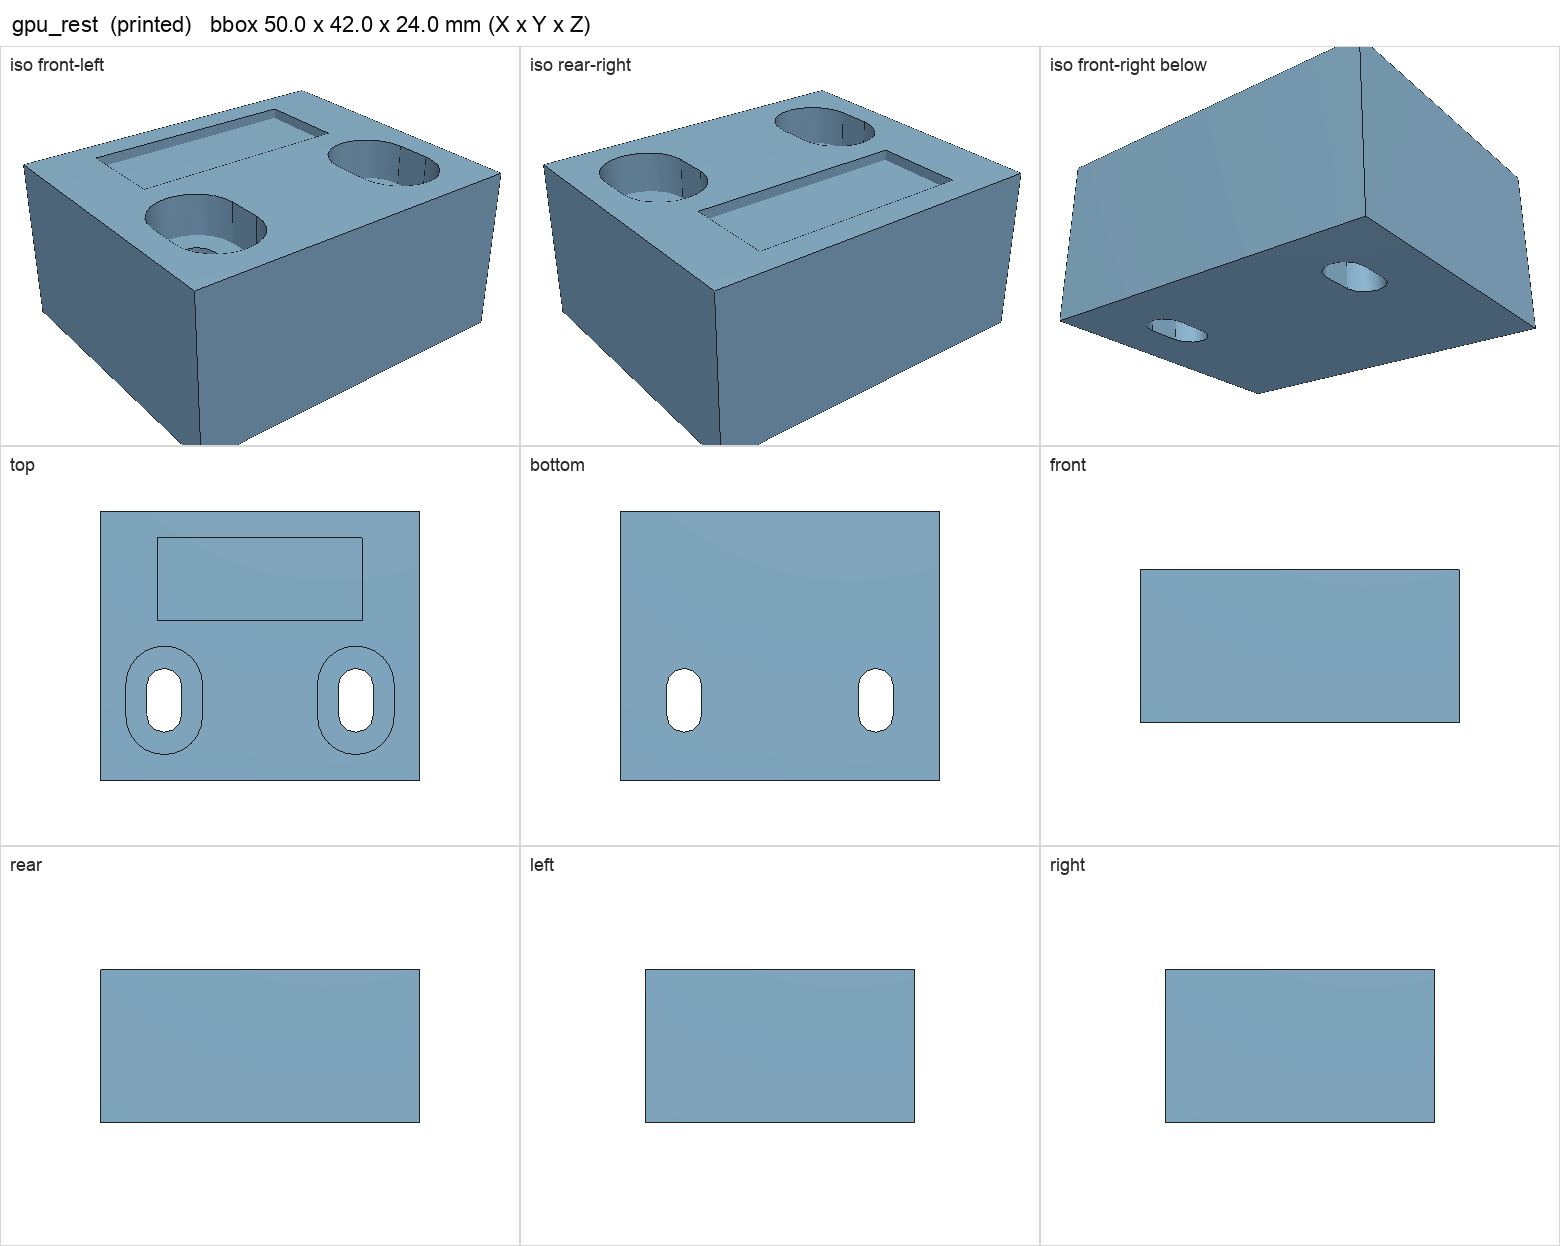 gpu_rest  (printed)   bbox 50.0 x 42.0 x 24.0 mm (X x Y x Z)
iso front-left
iso rear-right
iso front-right below
top
bottom
front
rear
left
right